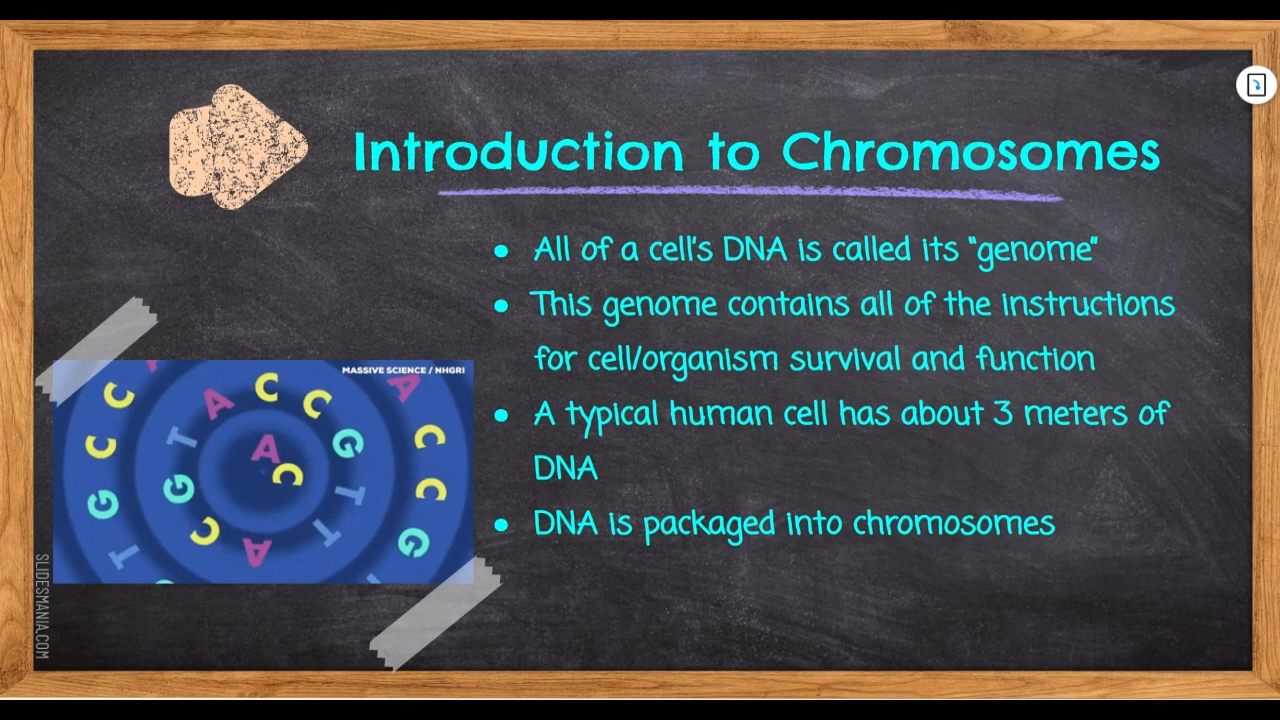 Introduction to Chromosomes
● All of a cell's DNA is called its "genome"
● This genome contains all of the instructions
for cell/organism survival and function
● A typical human cell has about 3 meters of
DNA
● DNA is packaged into chromosomes
MASSIVE SCIENCE / NHGRI
A
C
C
A
C
C
G
T
A
C
C
G
T
T
A
C
G
T
A
C
C
G
SLIDESMANIA.COM